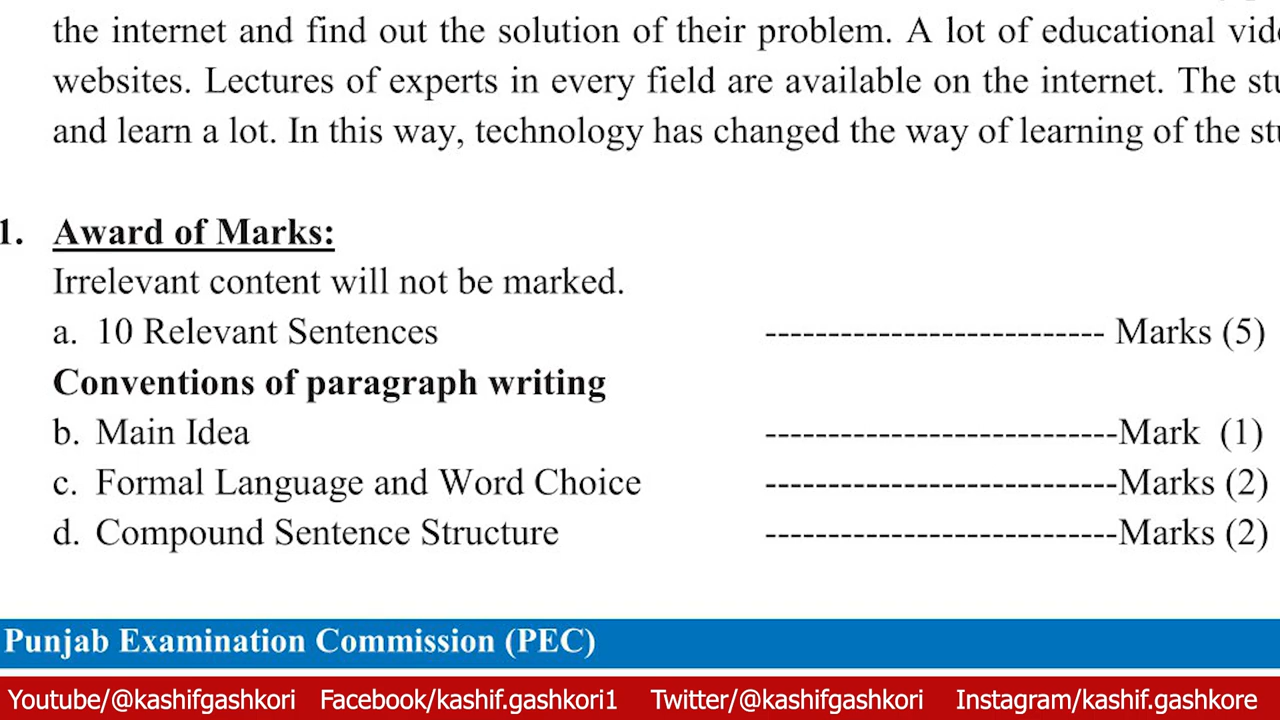 the internet and find out the solution of their problem. A lot of educational
websites. Lectures of experts in every field are available on the internet. The
and learn a lot. In this way, technology has changed the way of learning of the
1. Award of Marks:
Irrelevant content will not be marked.
a. 10 Relevant Sentences -------------------------- Marks (5)
Conventions of paragraph writing
b. Main Idea ---------------------------Mark (1)
c. Formal Language and Word Choice ---------------------------Marks (2)
d. Compound Sentence Structure ---------------------------Marks (2)
Punjab Examination Commission (PEC)
Youtube/@kashifgashkori Facebook/kashif.gashkori1 Twitter/@kashifgashkori Instagram/kashif.gashkore